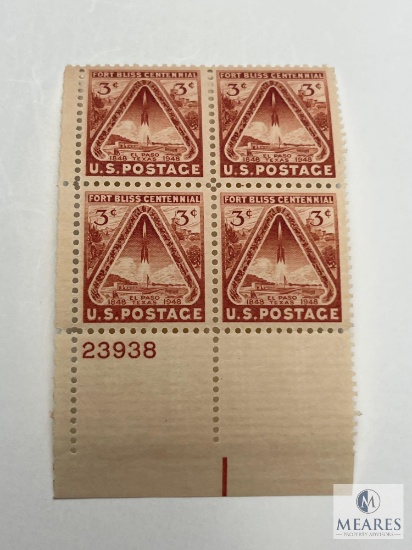 FORT BLISS CENTENNIAL
3¢ 3¢
EL PASO
TEXAS
1848 1948
U.S. POSTAGE
FORT BLISS CENTENNIAL
3¢ 3¢
EL PASO
TEXAS
1848 1948
U.S. POSTAGE
FORT BLISS CENTENNIAL
3¢ 3¢
EL PASO
TEXAS
1848 1948
U.S. POSTAGE
FORT BLISS CENTENNIAL
3¢ 3¢
EL PASO
TEXAS
1848 1948
U.S. POSTAGE
23938
MEARES
PROPERTY ADVISORS